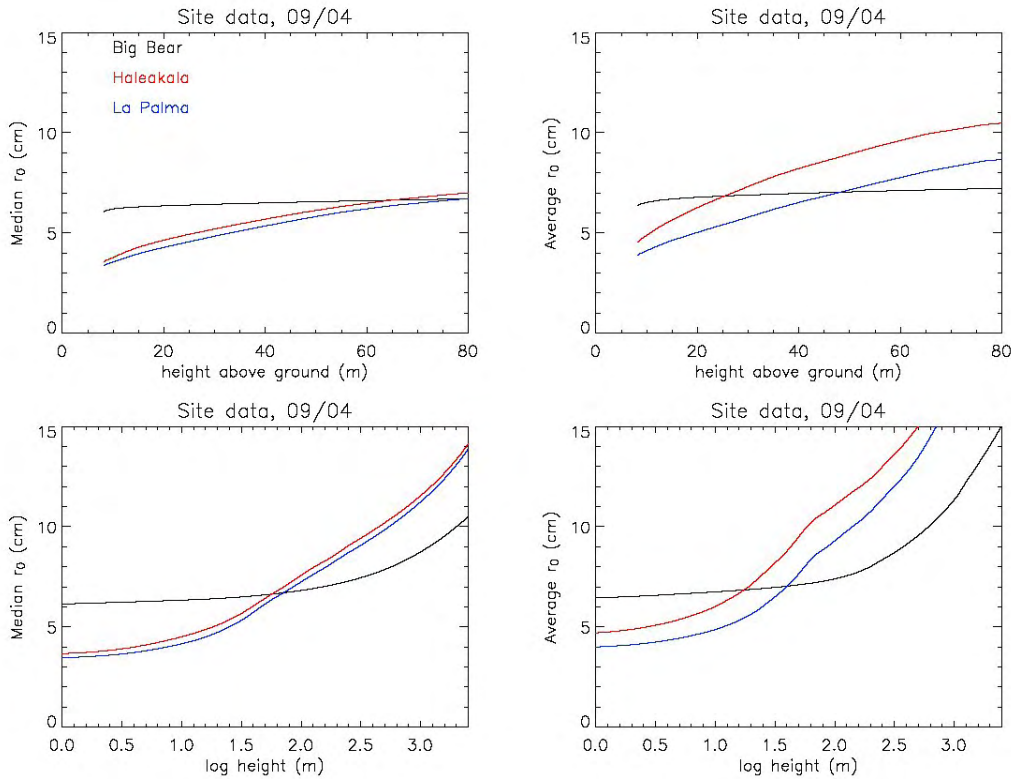 Site data, 09/04
15
10
5
0
Median r0 (cm)
Big Bear
Haleakala
La Palma
0 20 40 60 80
height above ground (m)
Site data, 09/04
15
10
5
0
Average r0 (cm)
0 20 40 60 80
height above ground (m)
Site data, 09/04
15
10
5
0
Median r0 (cm)
0.0 0.5 1.0 1.5 2.0 2.5 3.0
log height (m)
Site data, 09/04
15
10
5
0
Average r0 (cm)
0.0 0.5 1.0 1.5 2.0 2.5 3.0
log height (m)